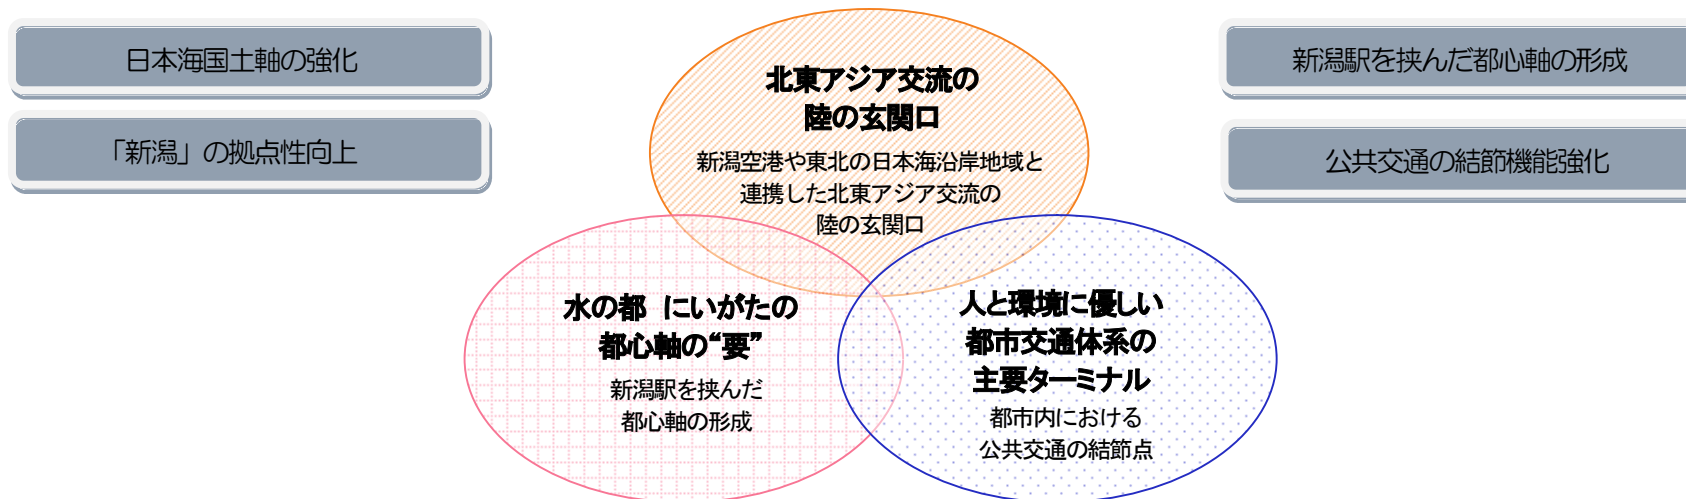 日本海国土軸の強化
「新潟」の拠点性向上
北東アジア交流の
陸の玄関口
新潟空港や東北の日本海沿岸地域と
連携した北東アジア交流の
陸の玄関口
新潟駅を挟んだ都心軸の形成
公共交通の結節機能強化
水の都　にいがたの
都心軸の“要”
新潟駅を挟んだ
都心軸の形成
人と環境に優しい
都市交通体系の
主要ターミナル
都市内における
公共交通の結節点